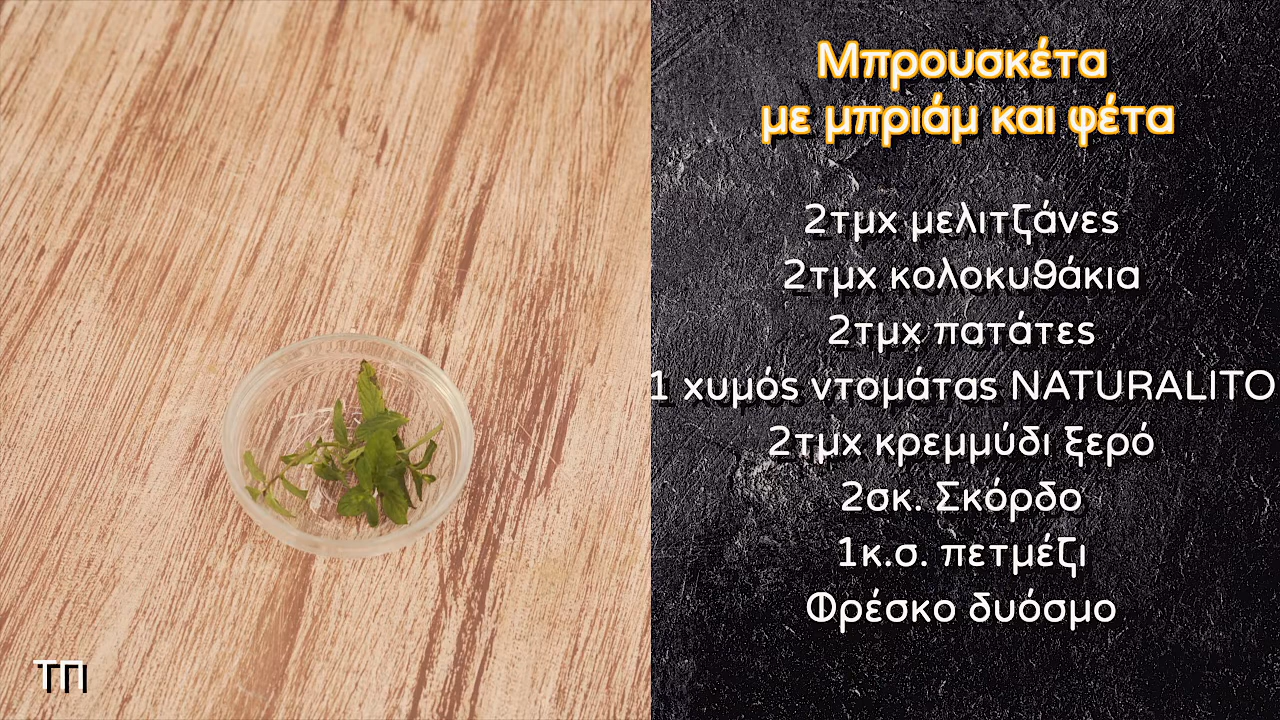 Μπρουσκέτα
με μπριάμ και φέτα
2τμχ μελιτζάνες
2τμχ κολοκυθάκια
2τμχ πατάτες
1 χυμός ντομάτας NATURALITO
2τμχ κρεμμύδι ξερό
2σκ. Σκόρδο
1κ.σ. πετμέζι
Φρέσκο δυόσμο
ΤΠ